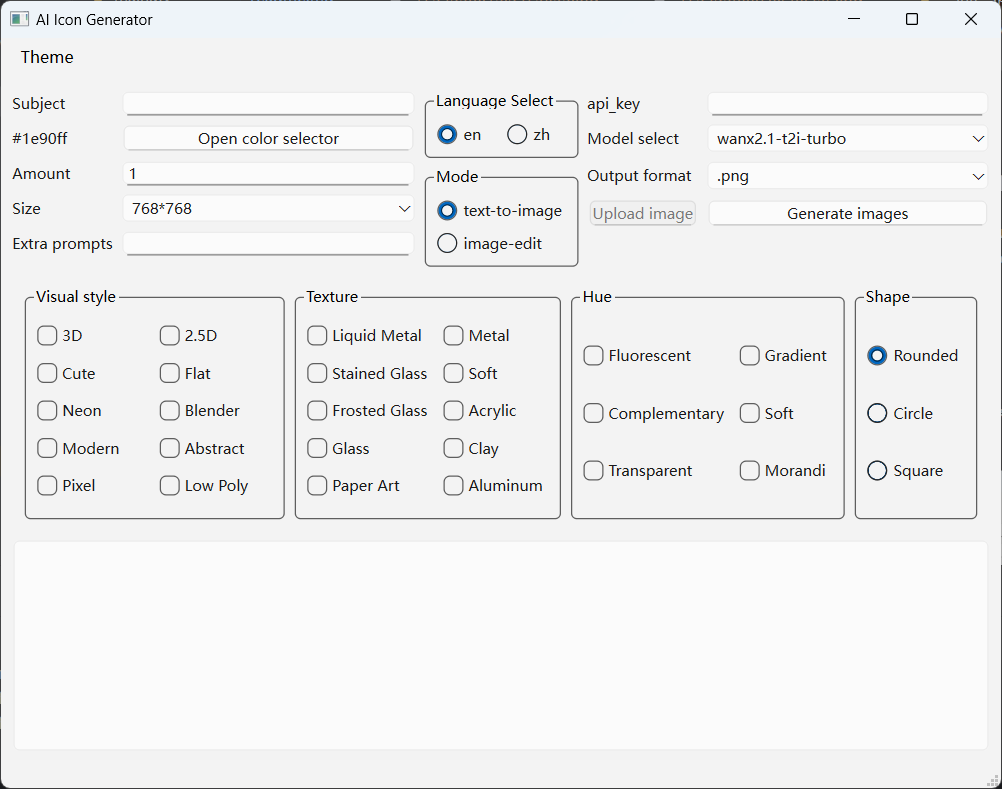 AI Icon Generator
Theme
Subject
#1e90ff
Open color selector
Amount
1
Size
768*768
Extra prompts
Language Select
en
zh
Mode
text-to-image
image-edit
api_key
Model select
wanx2.1-t2i-turbo
Output format
.png
Upload image
Generate images
Visual style
3D
2.5D
Cute
Flat
Neon
Blender
Modern
Abstract
Pixel
Low Poly
Texture
Liquid Metal
Metal
Stained Glass
Soft
Frosted Glass
Acrylic
Glass
Clay
Paper Art
Aluminum
Hue
Fluorescent
Gradient
Complementary
Soft
Transparent
Morandi
Shape
Rounded
Circle
Square